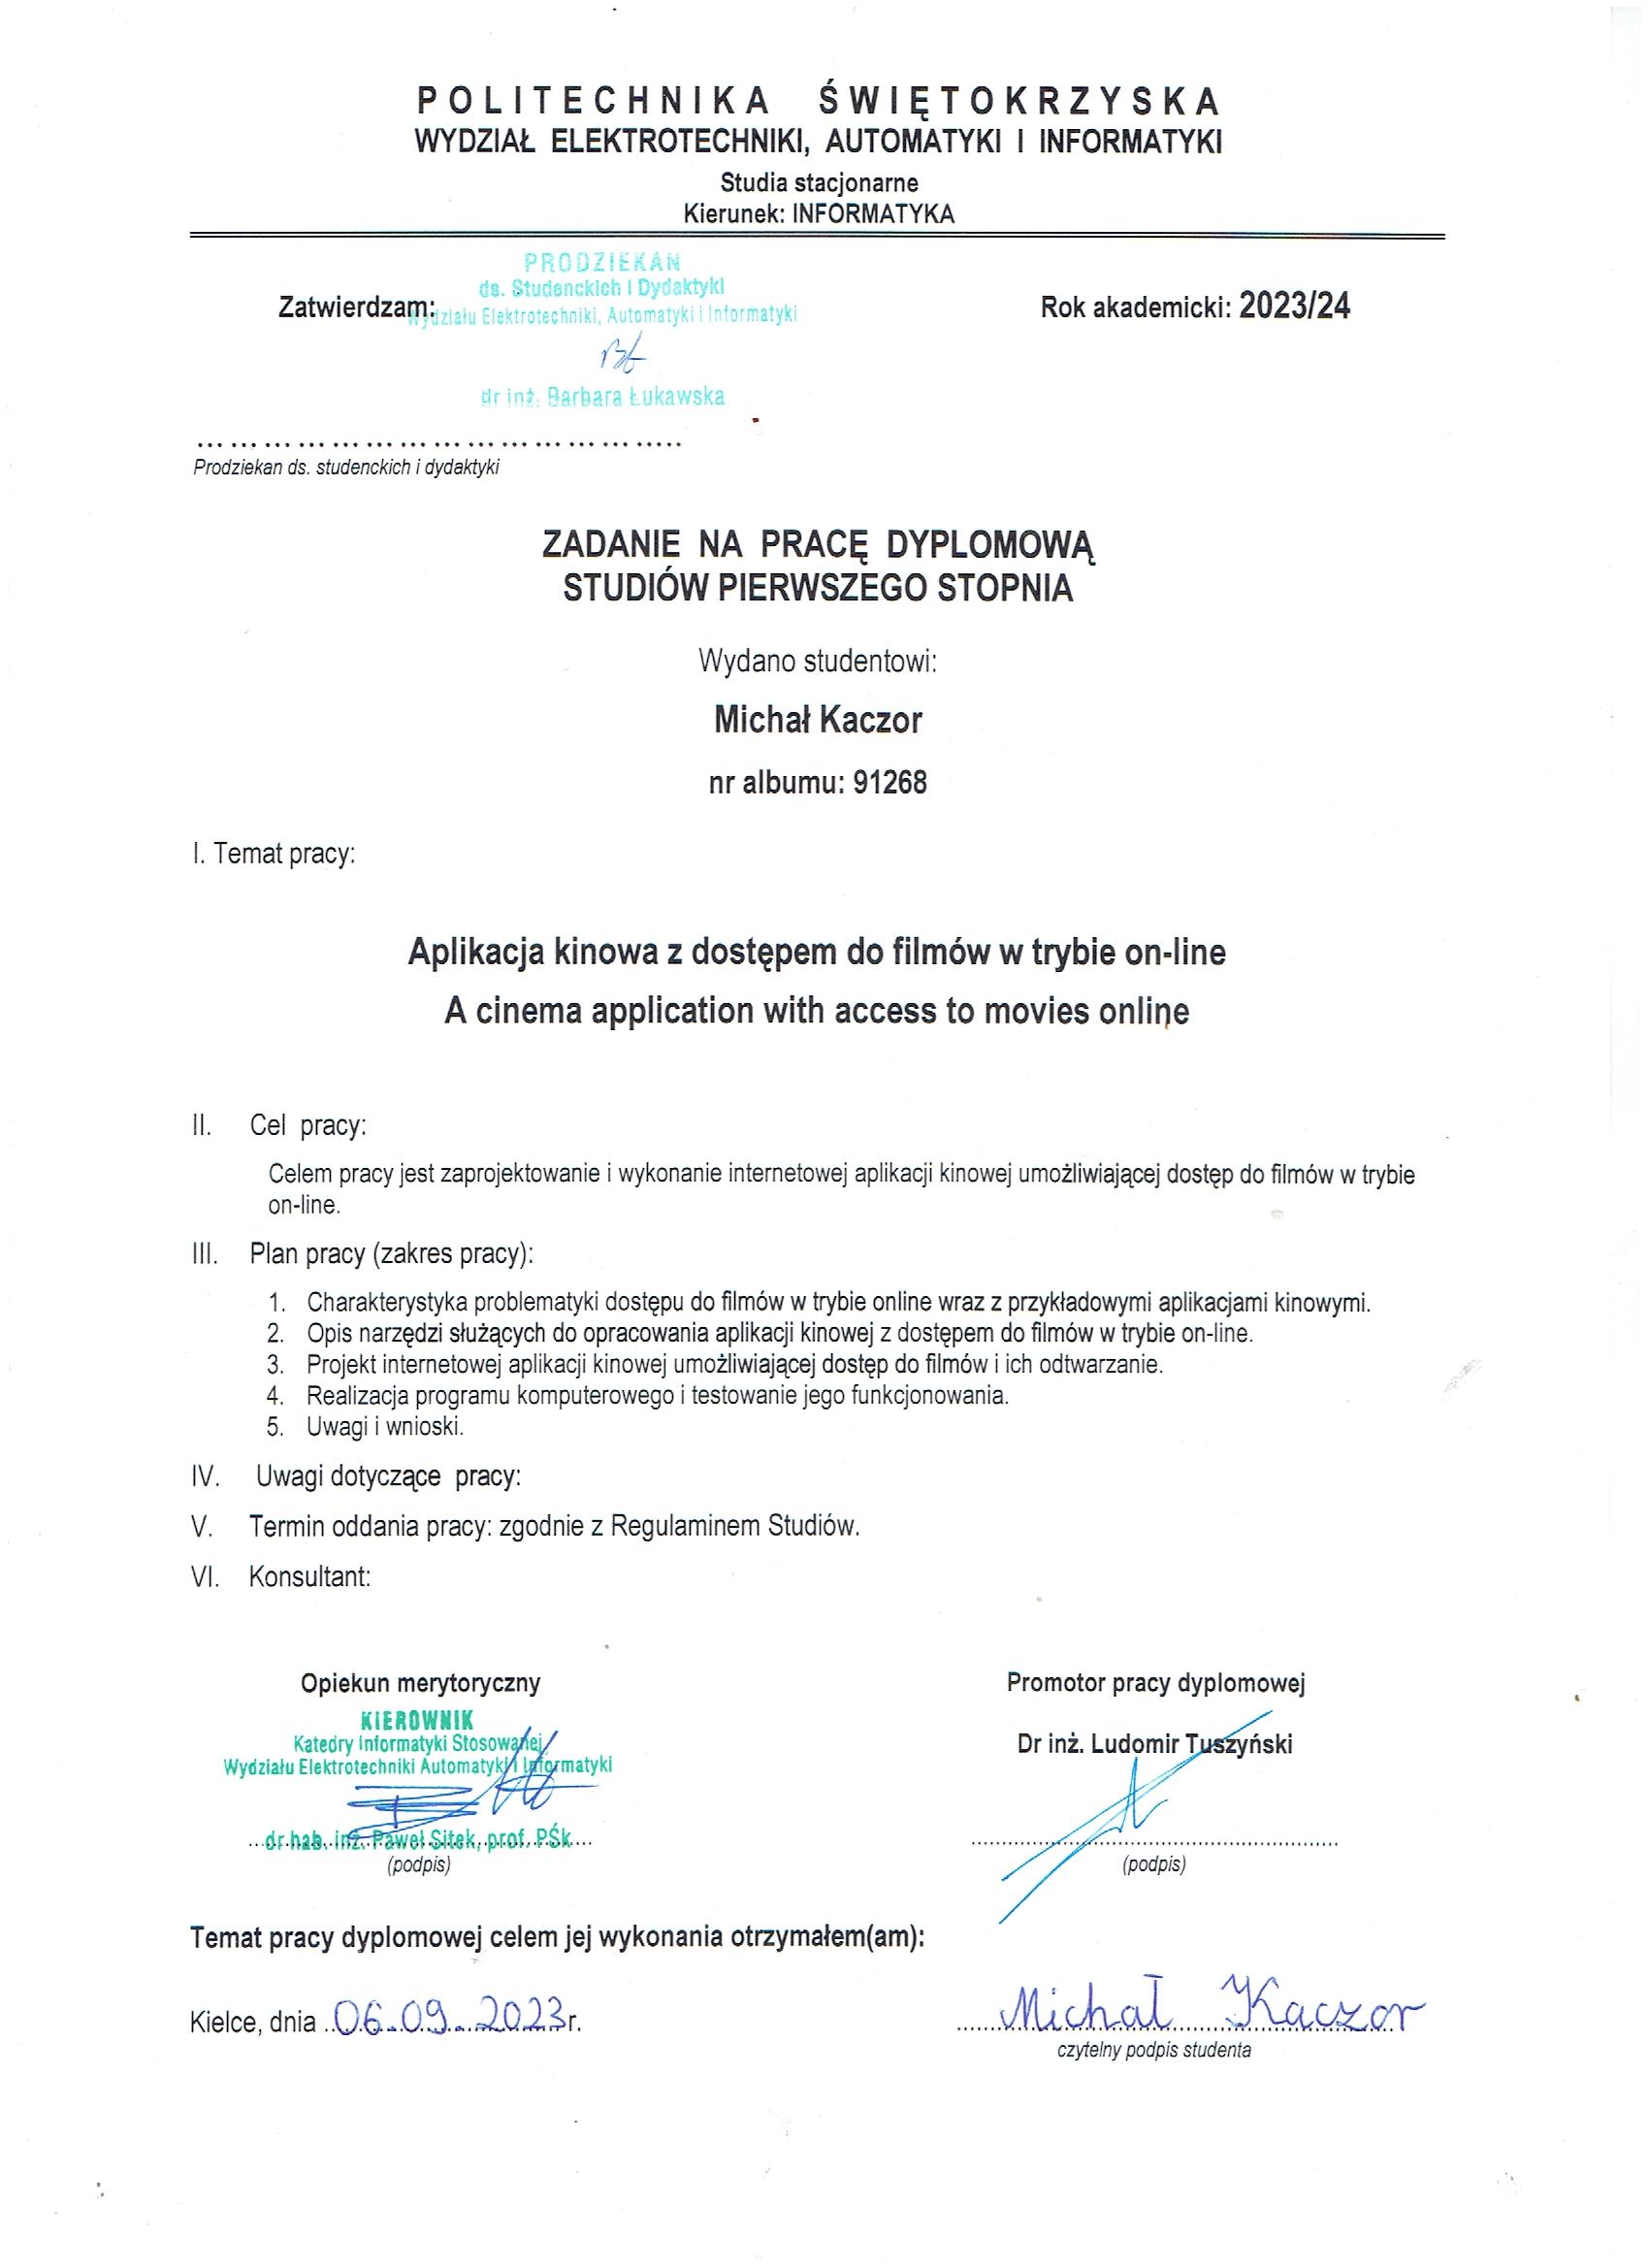 POLITECHNIKA ŚWIĘTOKRZYSKA
WYDZIAŁ ELEKTROTECHNIKI, AUTOMATYKI I INFORMATYKI
Studia stacjonarne
Kierunek: INFORMATYKA
PRODZIEKAN
ds. Studenckich i Dydaktyki
Zatwierdzam: Wydziału Elektrotechniki, Automatyki i Informatyki
Rok akademicki: 2023/24
dr inż. Barbara Łukawska
Prodziekan ds. studenckich i dydaktyki
ZADANIE NA PRACĘ DYPLOMOWĄ
STUDIÓW PIERWSZEGO STOPNIA
Wydano studentowi:
Michał Kaczor
nr albumu: 91268
I. Temat pracy:
Aplikacja kinowa z dostępem do filmów w trybie on-line
A cinema application with access to movies online
II. Cel pracy:
Celem pracy jest zaprojektowanie i wykonanie internetowej aplikacji kinowej umożliwiającej dostęp do filmów w trybie
on-line.
III. Plan pracy (zakres pracy):
1. Charakterystyka problematyki dostępu do filmów w trybie online wraz z przykładowymi aplikacjami kinowymi.
2. Opis narzędzi służących do opracowania aplikacji kinowej z dostępem do filmów w trybie on-line.
3. Projekt internetowej aplikacji kinowej umożliwiającej dostęp do filmów i ich odtwarzanie.
4. Realizacja programu komputerowego i testowanie jego funkcjonowania.
5. Uwagi i wnioski.
IV. Uwagi dotyczące pracy:
V. Termin oddania pracy: zgodnie z Regulaminem Studiów.
VI. Konsultant:
Opiekun merytoryczny
KIEROWNIK
Katedry Informatyki Stosowanej
Wydziału Elektrotechniki Automatyki i Informatyki
dr hab. inż. Paweł Sitek, prof. PŚk
(podpis)
Promotor pracy dyplomowej
Dr inż. Ludomir Tuszyński
(podpis)
Temat pracy dyplomowej celem jej wykonania otrzymałem(am):
Kielce, dnia 06.09.2023r.
Michał Kaczor
czytelny podpis studenta